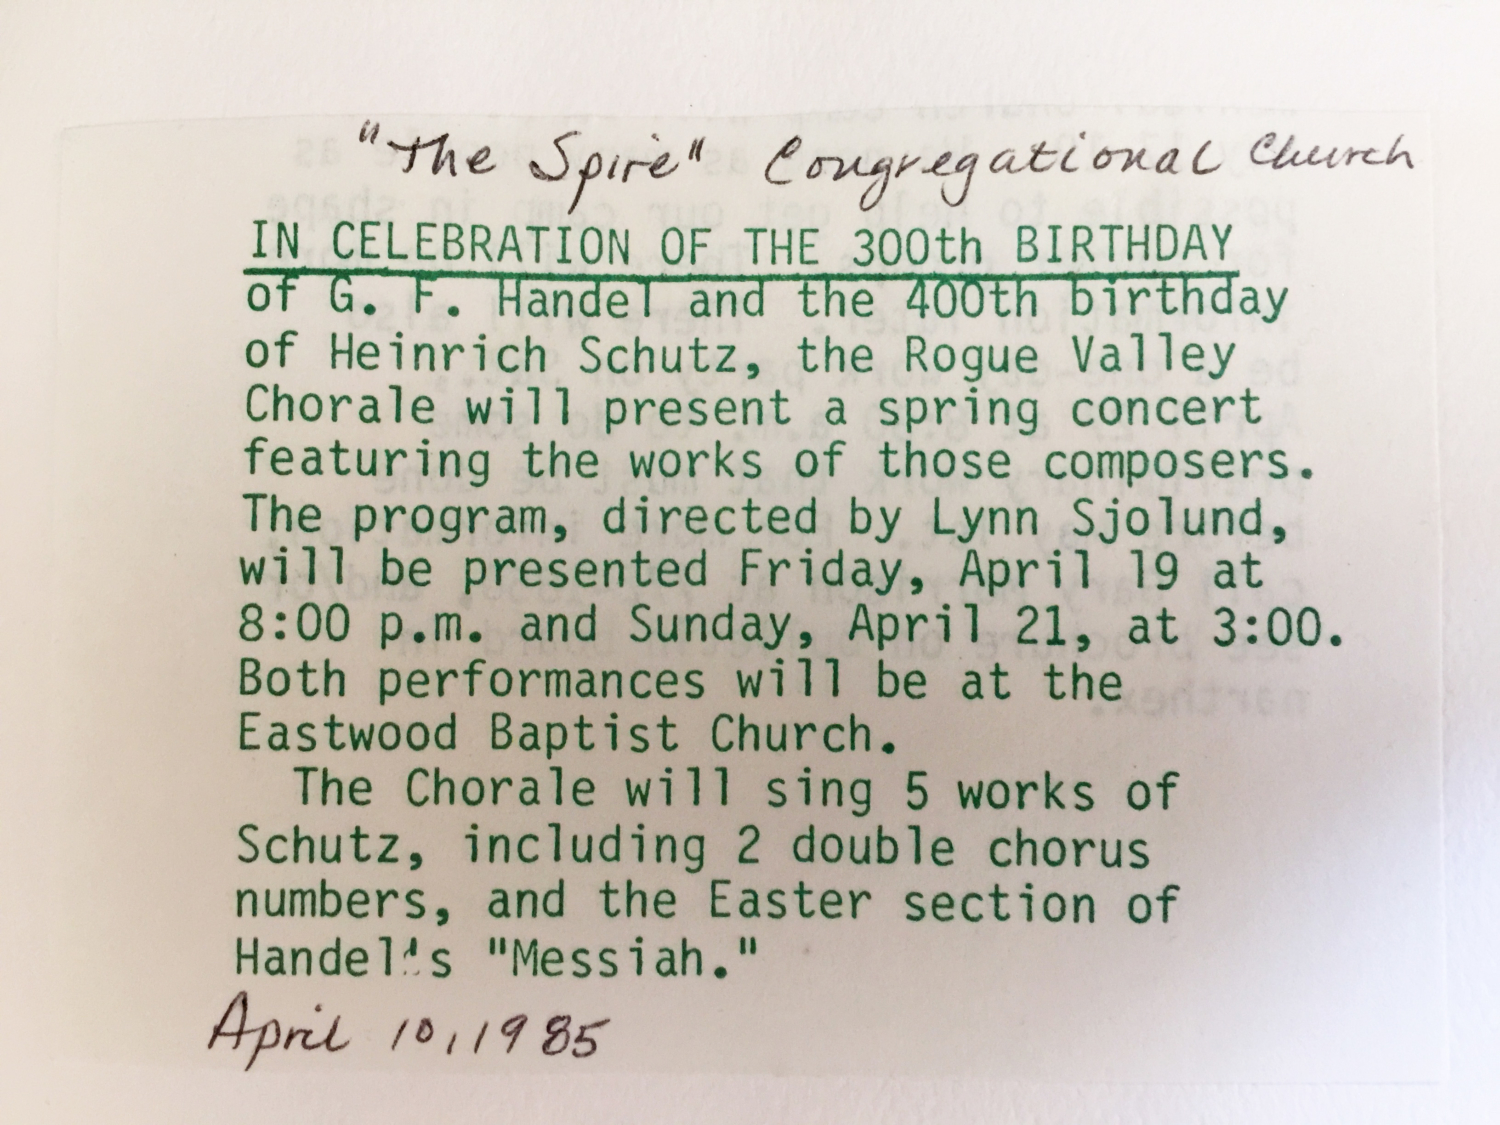 "The Spire" Congregational Church
IN CELEBRATION OF THE 300th BIRTHDAY
of G. F. Handel and the 400th birthday
of Heinrich Schutz, the Rogue Valley
Chorale will present a spring concert
featuring the works of those composers.
The program, directed by Lynn Sjolund,
will be presented Friday, April 19 at
8:00 p.m. and Sunday, April 21, at 3:00.
Both performances will be at the
Eastwood Baptist Church.
The Chorale will sing 5 works of
Schutz, including 2 double chorus
numbers, and the Easter section of
Handel's "Messiah."
April 10, 1985